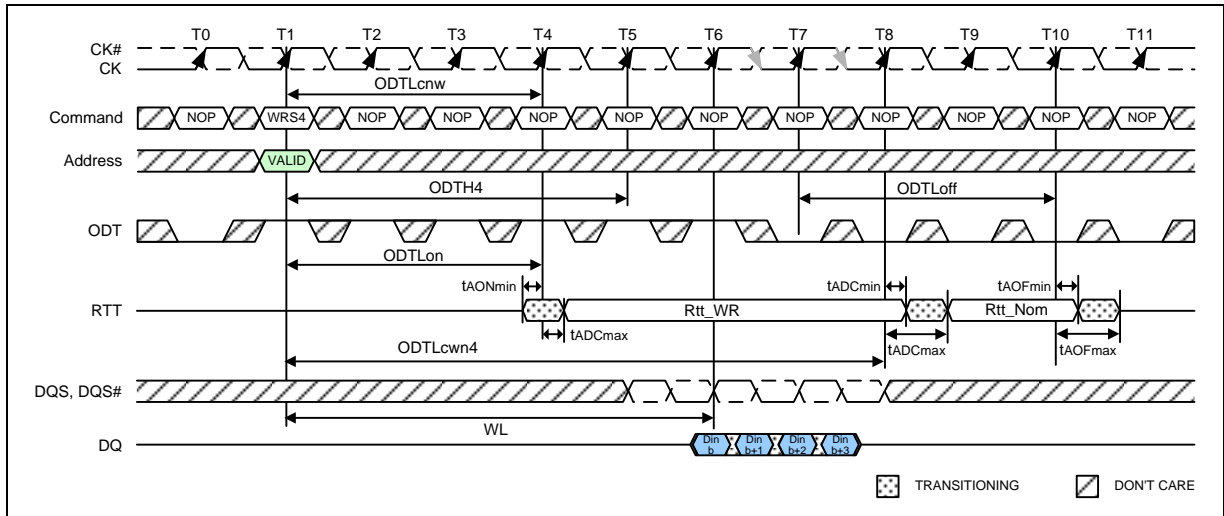 T0 T1 T2 T3 T4 T5 T6 T7 T8 T9 T10 T11
CK#
CK
ODTLcnw
Command NOP WRS4 NOP NOP NOP NOP NOP NOP NOP NOP NOP NOP
Address VALID
ODTH4 ODTLoff
ODT
ODTLon
tAONmin tADCmin tAOFmin
RTT Rtt_WR Rtt_Nom
tADCmax tADCmax tAOFmax
ODTLcwn4
DQS, DQS#
WL
DQ Din b Din b+1 Din b+2 Din b+3
TRANSITIONING DON'T CARE